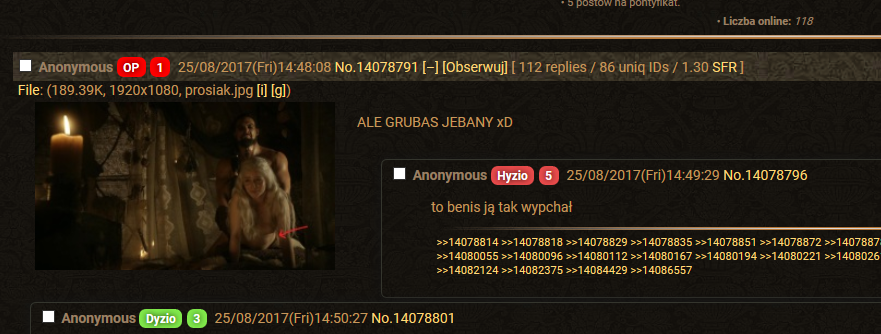 • 5 postów na pontyfikat.
• Liczba online: 118
Anonymous OP 1 25/08/2017(Fri)14:48:08 No.14078791 [–] [Obserwuj] [ 112 replies / 86 uniq IDs / 1.30 SFR ]
File: (189.39K, 1920x1080, prosiak.jpg [i] [g])
ALE GRUBAS JEBANY xD
Anonymous Hyzio 5 25/08/2017(Fri)14:49:29 No.14078796
to benis ją tak wypchał
>>14078814 >>14078818 >>14078829 >>14078835 >>14078851 >>14078872
>>14080055 >>14080096 >>14080112 >>14080167 >>14080194 >>14080221
>>14082124 >>14082375 >>14084429 >>14086557
Anonymous Dyzio 3 25/08/2017(Fri)14:50:27 No.14078801